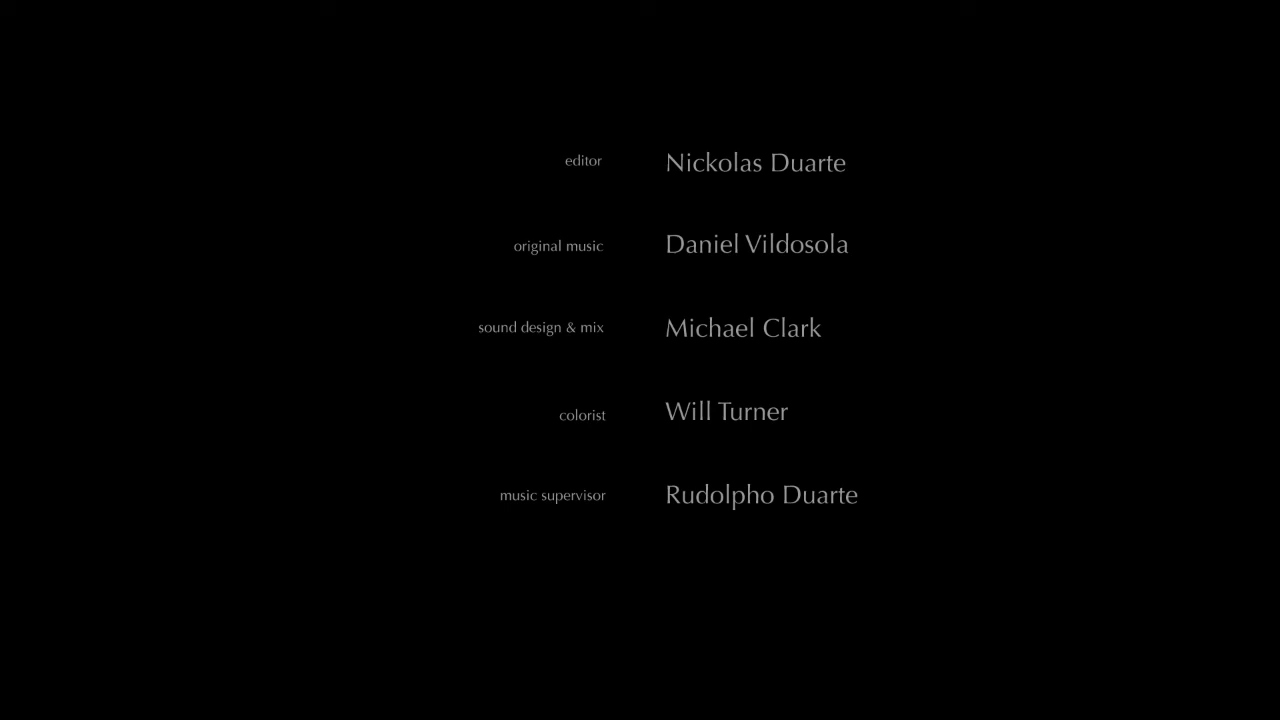 editor Nickolas Duarte
original music Daniel Vildosola
sound design & mix Michael Clark
colorist Will Turner
music supervisor Rudolpho Duarte